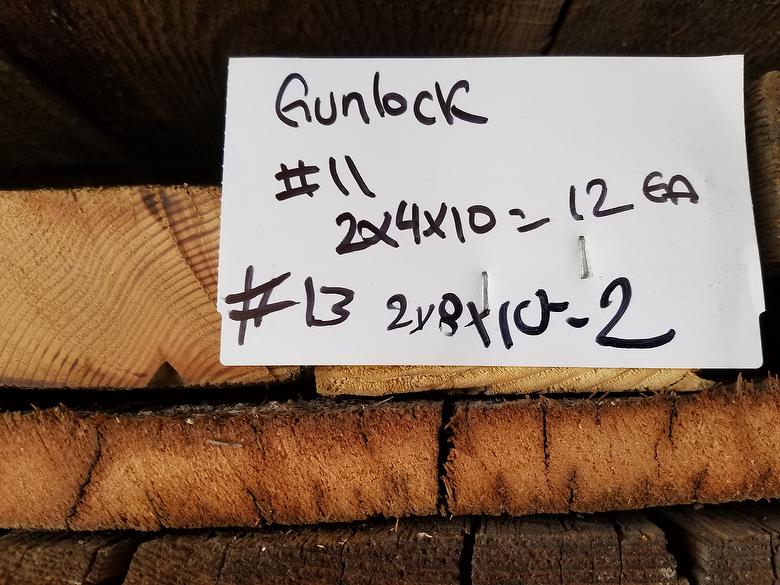 Gunlock
#11
2x4x10 = 12 EA
#13 2x8x10 - 2